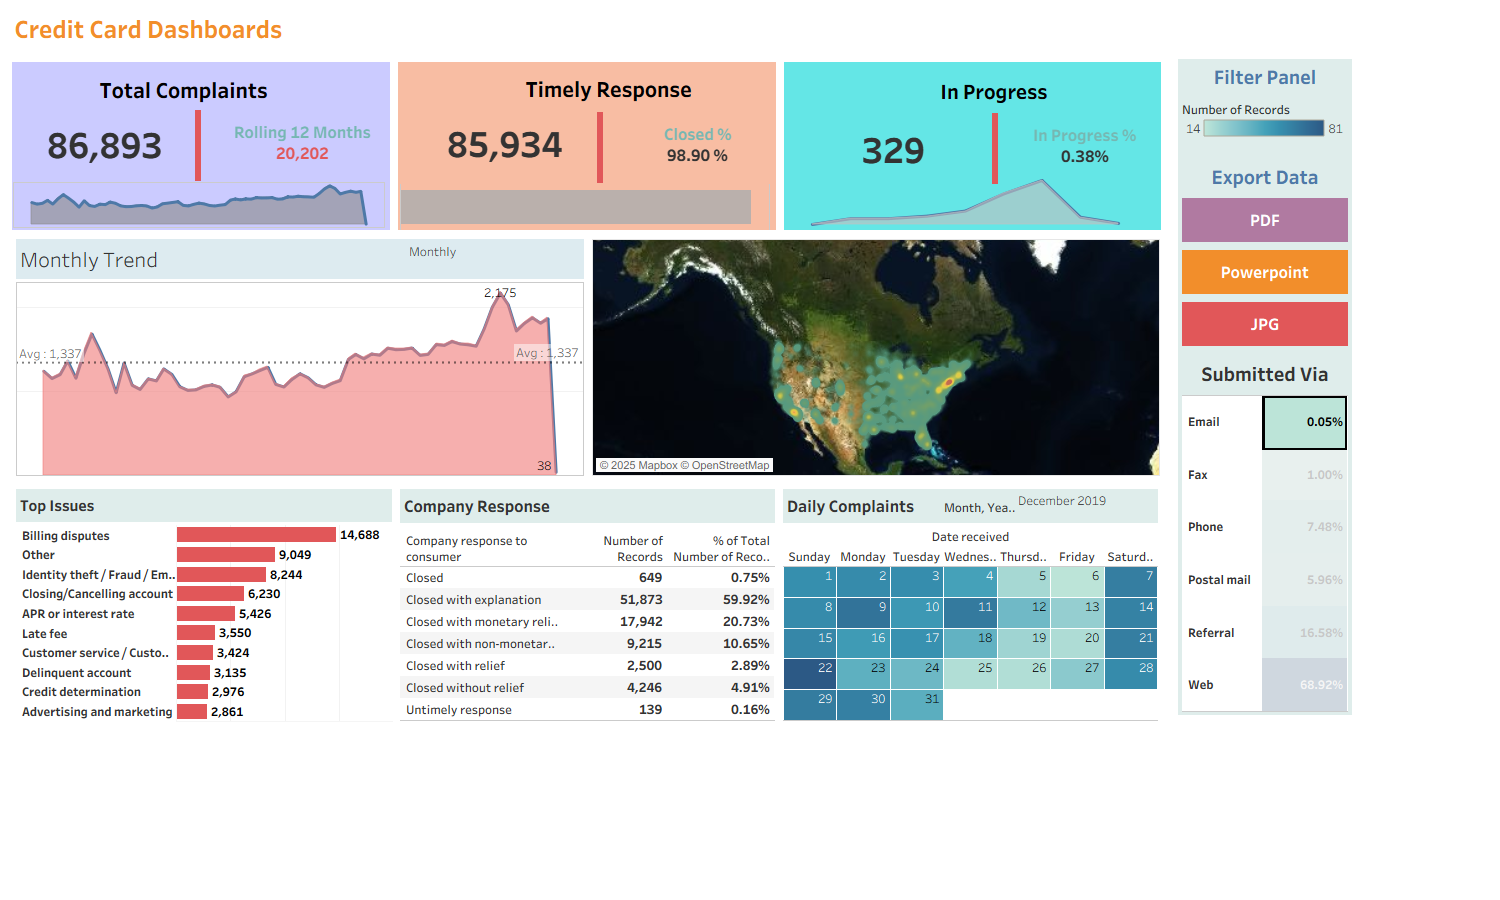 Credit Card Dashboards
Total Complaints
86,893
Rolling 12 Months
20,202
Timely Response
85,934
Closed %
98.90 %
In Progress
329
In Progress %
0.38%
Filter Panel
Number of Records
14 81
Export Data
PDF
Powerpoint
JPG
Submitted Via
Email 0.05%
Fax 1.00%
Phone 7.48%
Postal mail 5.96%
Referral 16.58%
Web 68.92%
Monthly Trend
Monthly
2,175
Avg : 1,337
Avg : 1,337
38
© 2025 Mapbox © OpenStreetMap
Top Issues
Billing disputes 14,688
Other 9,049
Identity theft / Fraud / Em.. 8,244
Closing/Cancelling account 6,230
APR or interest rate 5,426
Late fee 3,550
Customer service / Custo.. 3,424
Delinquent account 3,135
Credit determination 2,976
Advertising and marketing 2,861
Company Response
Company response to Number of % of Total
consumer Records Number of Reco..
Closed 649 0.75%
Closed with explanation 51,873 59.92%
Closed with monetary reli.. 17,942 20.73%
Closed with non-monetar.. 9,215 10.65%
Closed with relief 2,500 2.89%
Closed without relief 4,246 4.91%
Untimely response 139 0.16%
Daily Complaints
Month, Yea.. December 2019
Date received
Sunday Monday Tuesday Wednes.. Thursd.. Friday Saturd..
1 2 3 4 5 6 7
8 9 10 11 12 13 14
15 16 17 18 19 20 21
22 23 24 25 26 27 28
29 30 31